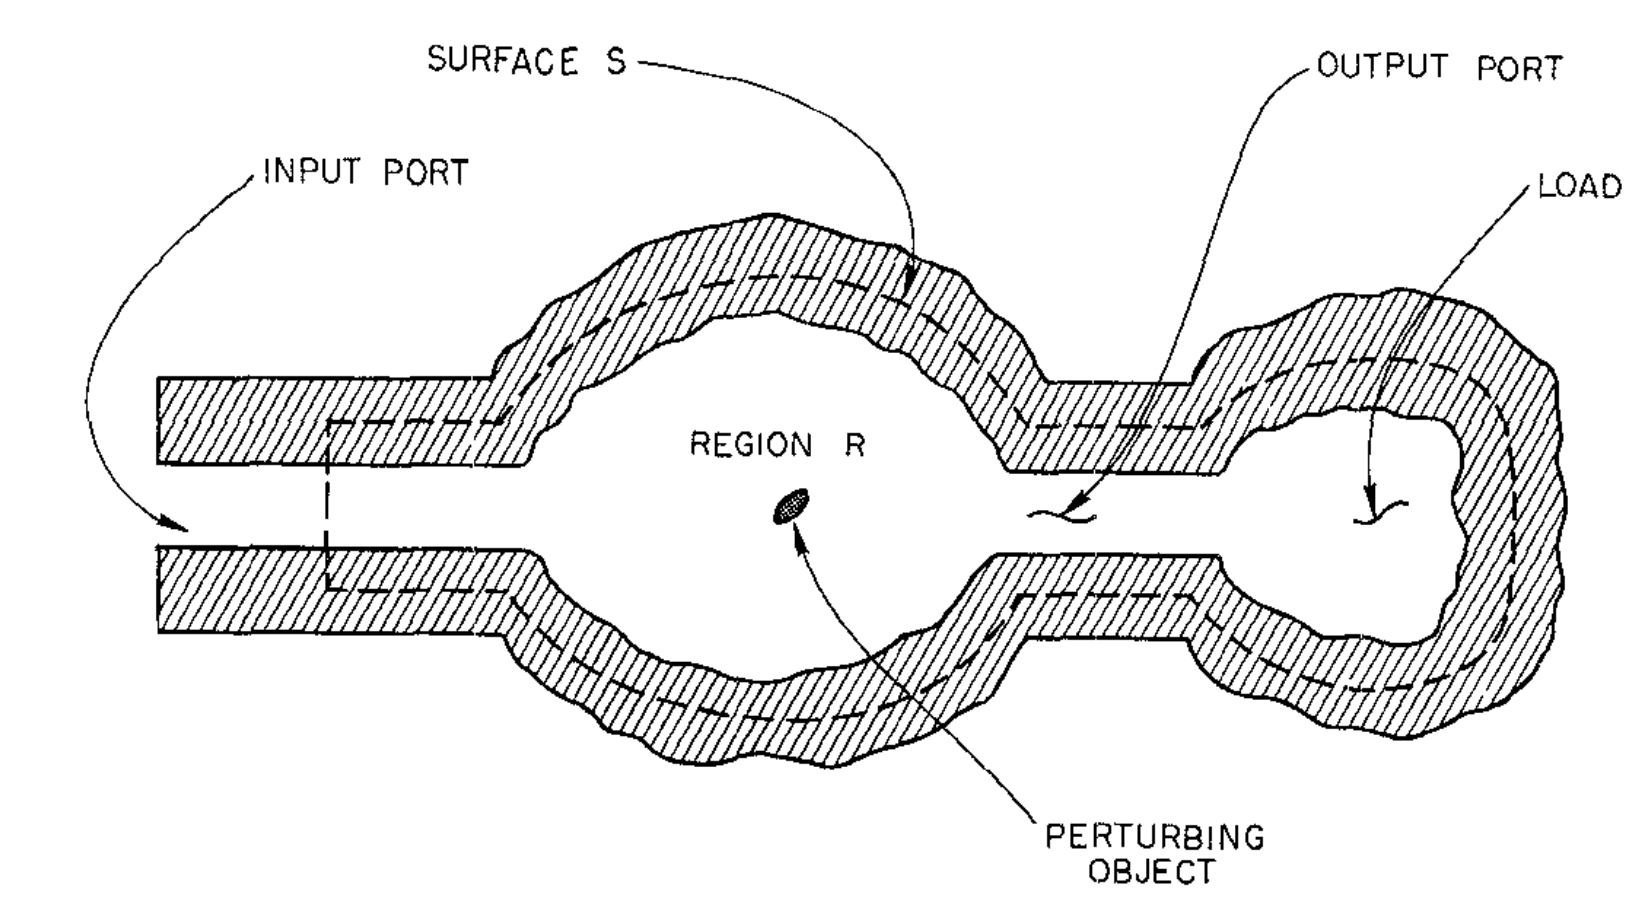 SURFACE S
OUTPUT PORT
INPUT PORT
LOAD
REGION R
PERTURBING
OBJECT